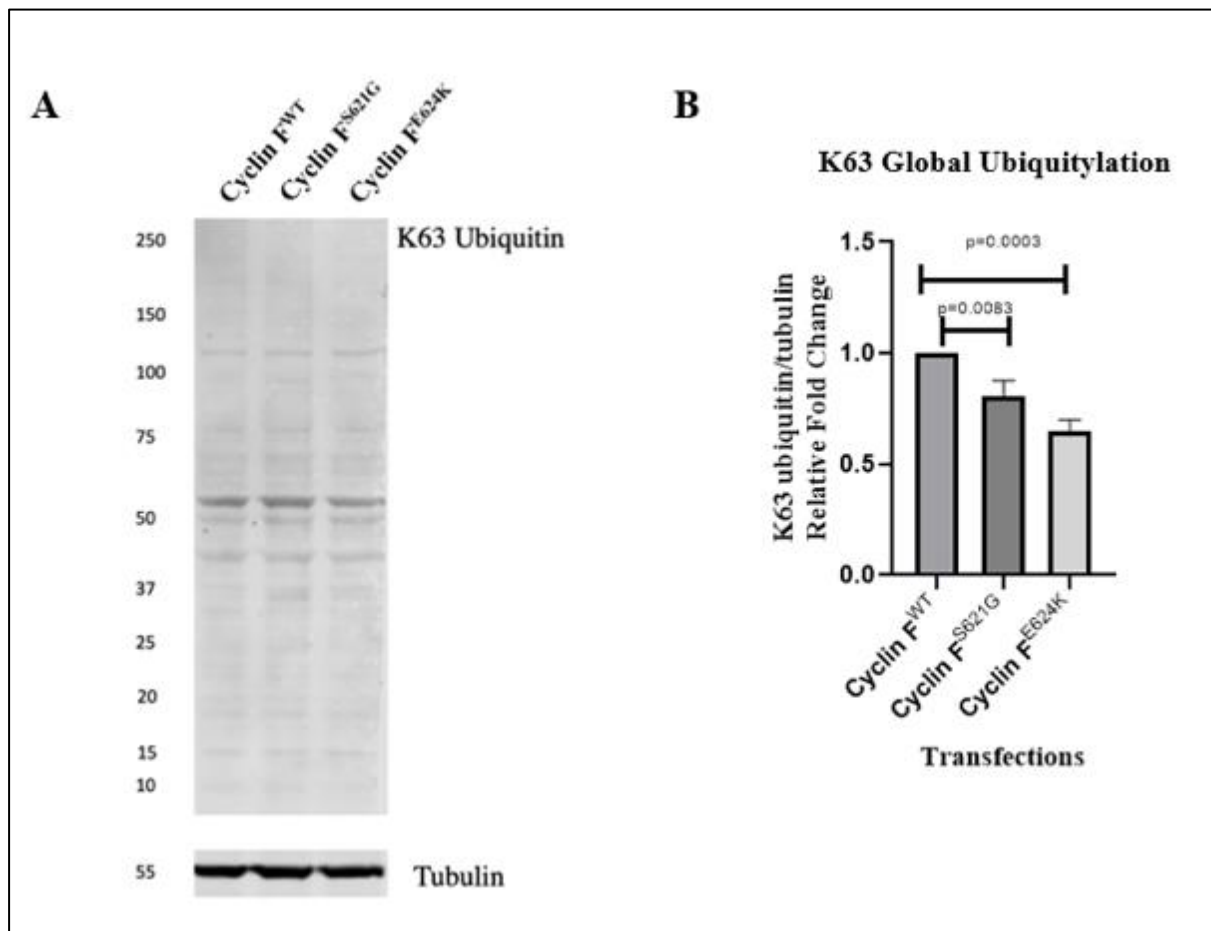 A
Cyclin F^WT
Cyclin F^S621G
Cyclin F^E624K
250
150
100
75
50
37
25
20
15
10
K63 Ubiquitin
55
Tubulin
B
K63 Global Ubiquitylation
K63 ubiquitin/tubulin
Relative Fold Change
1.5
1.0
0.5
0.0
p=0.0003
p=0.0083
Cyclin F^WT
Cyclin F^S621G
Cyclin F^E624K
Transfections